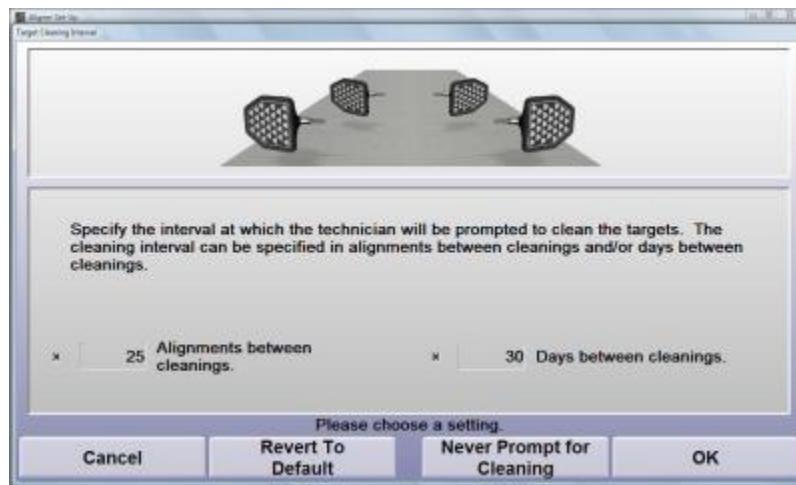 Aligner Set-Up
Target Cleaning Interval
Specify the interval at which the technician will be prompted to clean the targets. The
cleaning interval can be specified in alignments between cleanings and/or days between
cleanings.
× 25 Alignments between
cleanings.
× 30 Days between cleanings.
Please choose a setting.
Cancel
Revert To
Default
Never Prompt for
Cleaning
OK